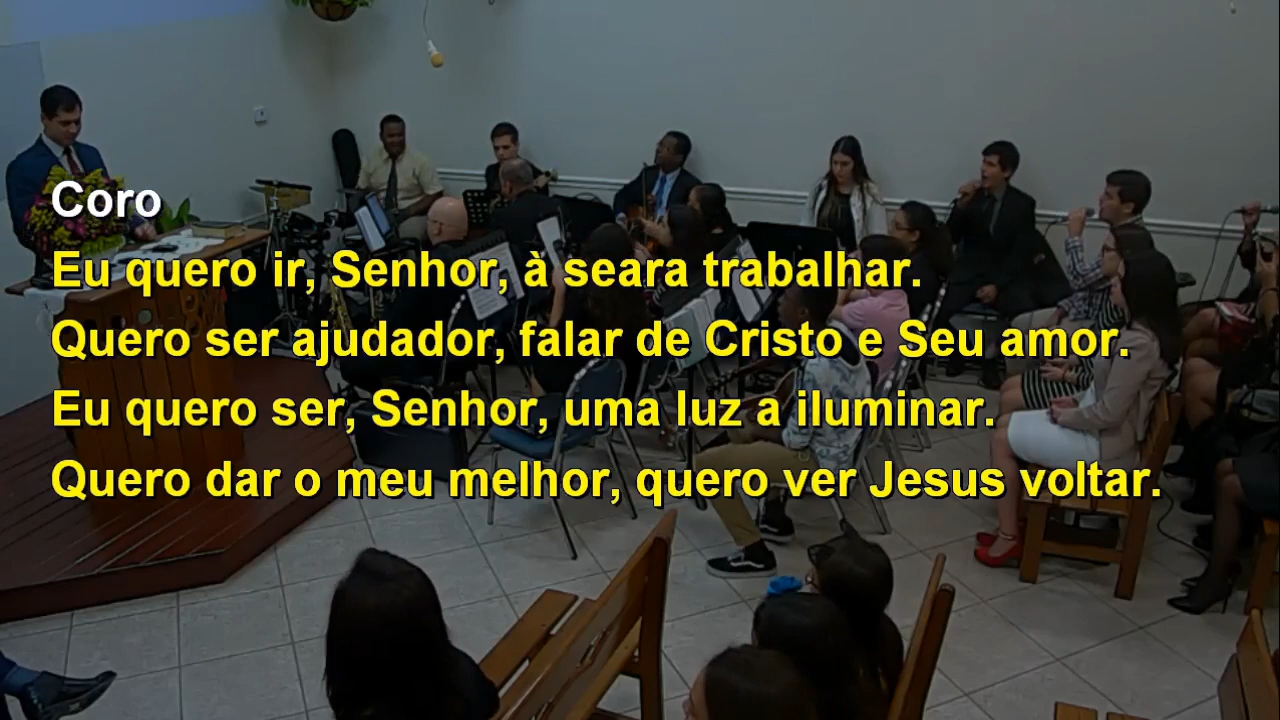 Coro
Eu quero ir, Senhor, à seara trabalhar.
Quero ser ajudador, falar de Cristo e Seu amor.
Eu quero ser, Senhor, uma luz a iluminar.
Quero dar o meu melhor, quero ver Jesus voltar.